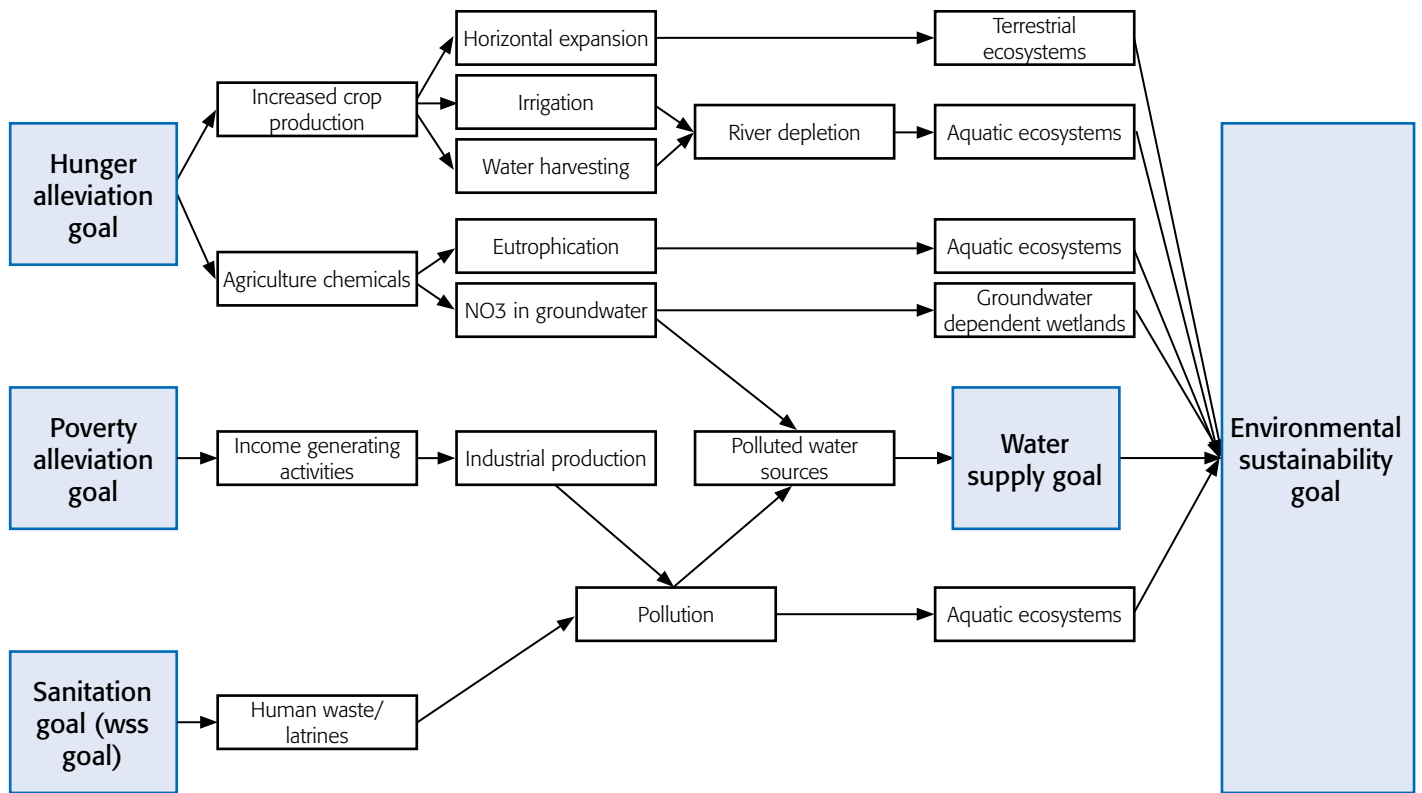 Horizontal expansion
Terrestrial
ecosystems
Increased crop
production
Irrigation
River depletion
Aquatic ecosystems
Hunger
alleviation
goal
Water harvesting
Eutrophication
Aquatic ecosystems
Agriculture chemicals
NO3 in groundwater
Groundwater
dependent wetlands
Poverty
alleviation
goal
Income generating
activities
Industrial production
Polluted water
sources
Water
supply goal
Environmental
sustainability
goal
Pollution
Aquatic ecosystems
Sanitation
goal (wss
goal)
Human waste/
latrines